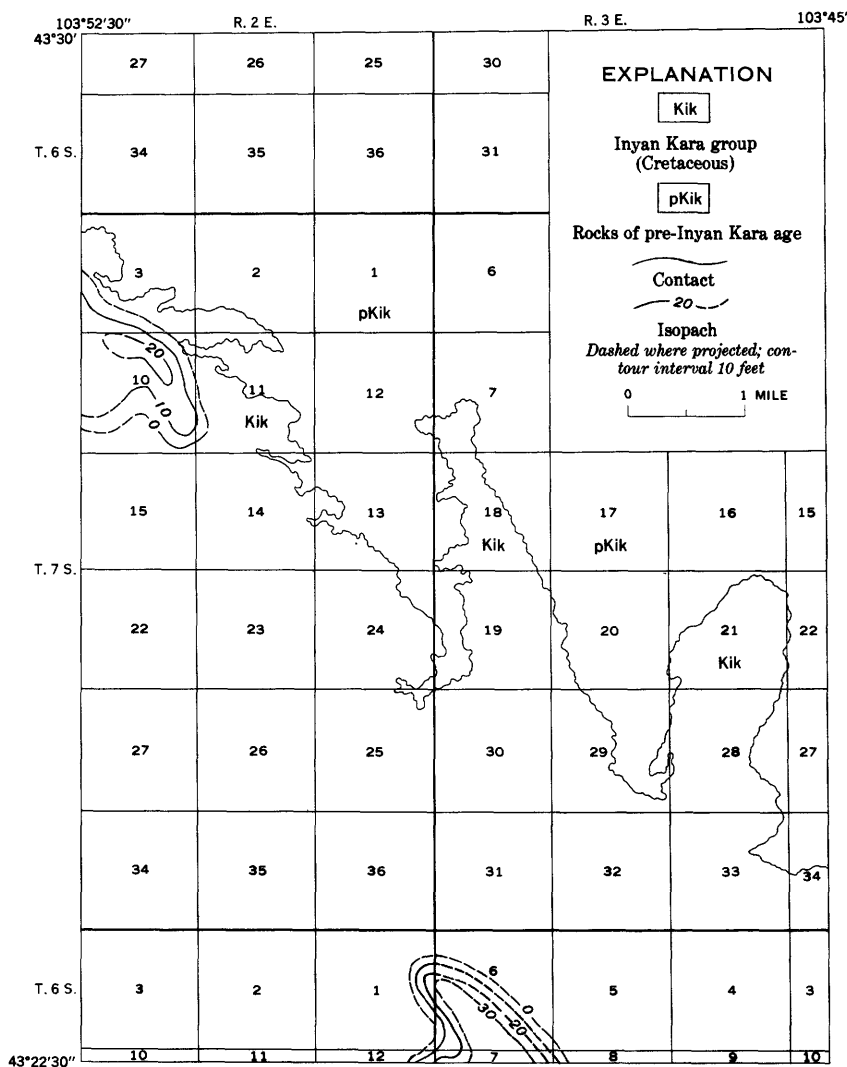 103°52'30" R. 2 E. R. 3 E. 103°45'
43°30'
27 26 25 30
EXPLANATION
Kik
Inyan Kara group
(Cretaceous)
pKik
Rocks of pre-Inyan Kara age
Contact
20
Isopach
Dashed where projected; con-
tour interval 10 feet
0 1 MILE
T. 6 S. 34 35 36 31
3 2 1 6
pKik
20
10 11 12 7
10
0
Kik
15 14 13 18 17 16 15
Kik pKik
T. 7 S.
22 23 24 19 20 21 22
Kik
27 26 25 30 29 28 27
34 35 36 31 32 33 34
T. 6 S. 3 2 1 6 5 4 3
0
20
30
43°22'30" 10 11 12 7 8 9 10